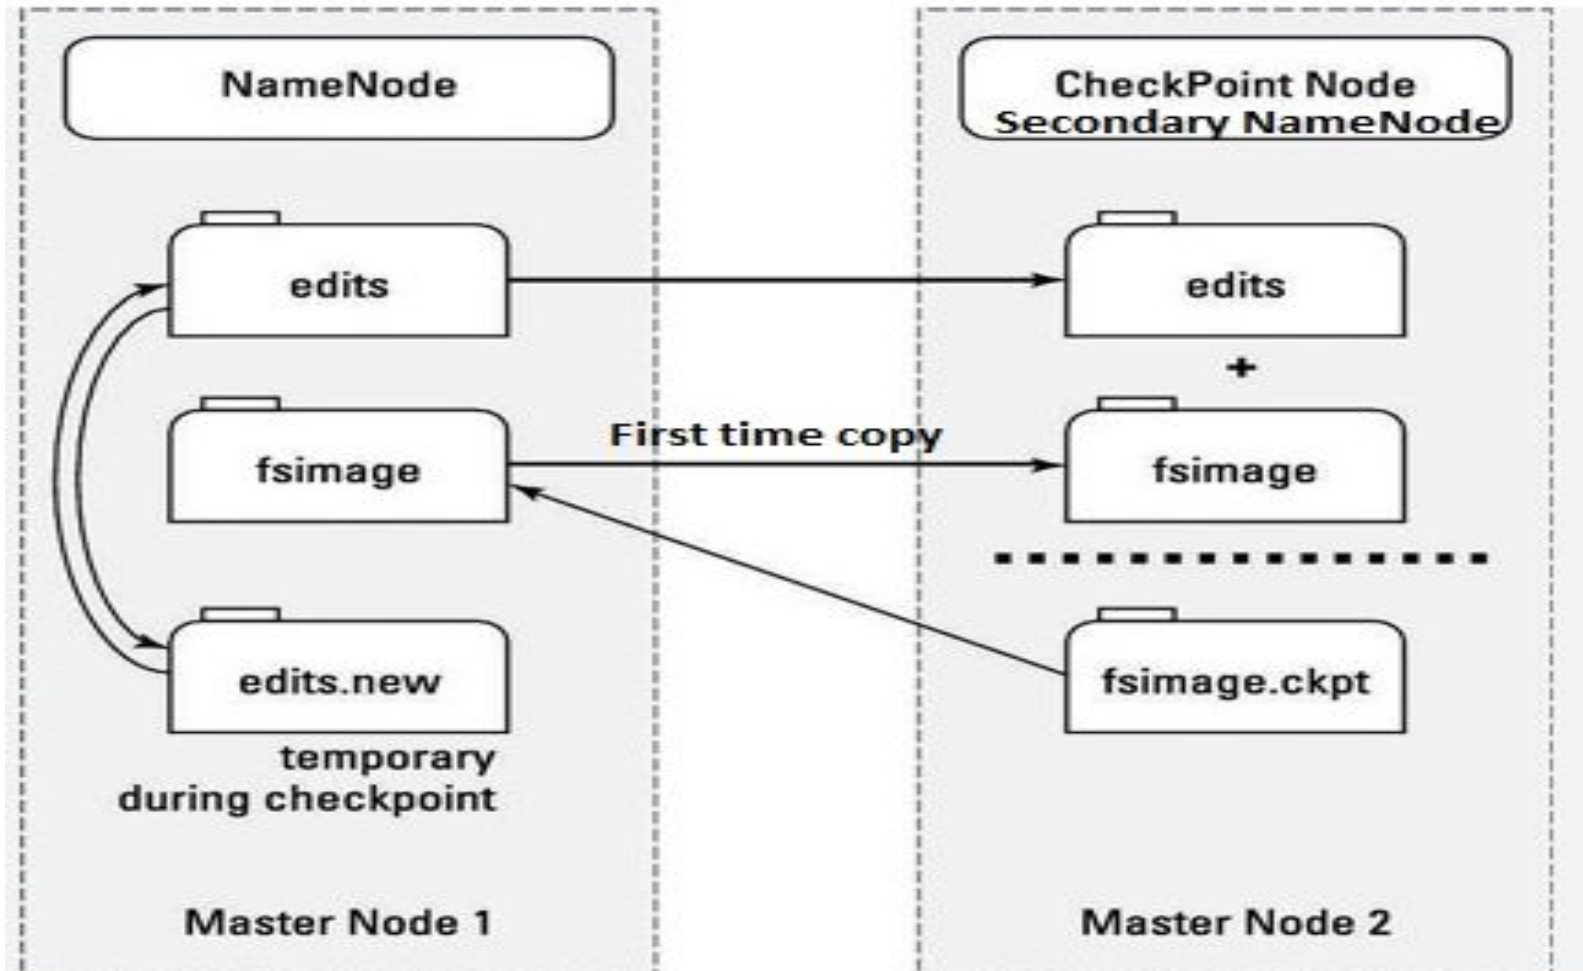 NameNode
CheckPoint Node
Secondary NameNode
edits
edits
+
fsimage
First time copy
fsimage
edits.new
fsimage.ckpt
temporary
during checkpoint
Master Node 1
Master Node 2